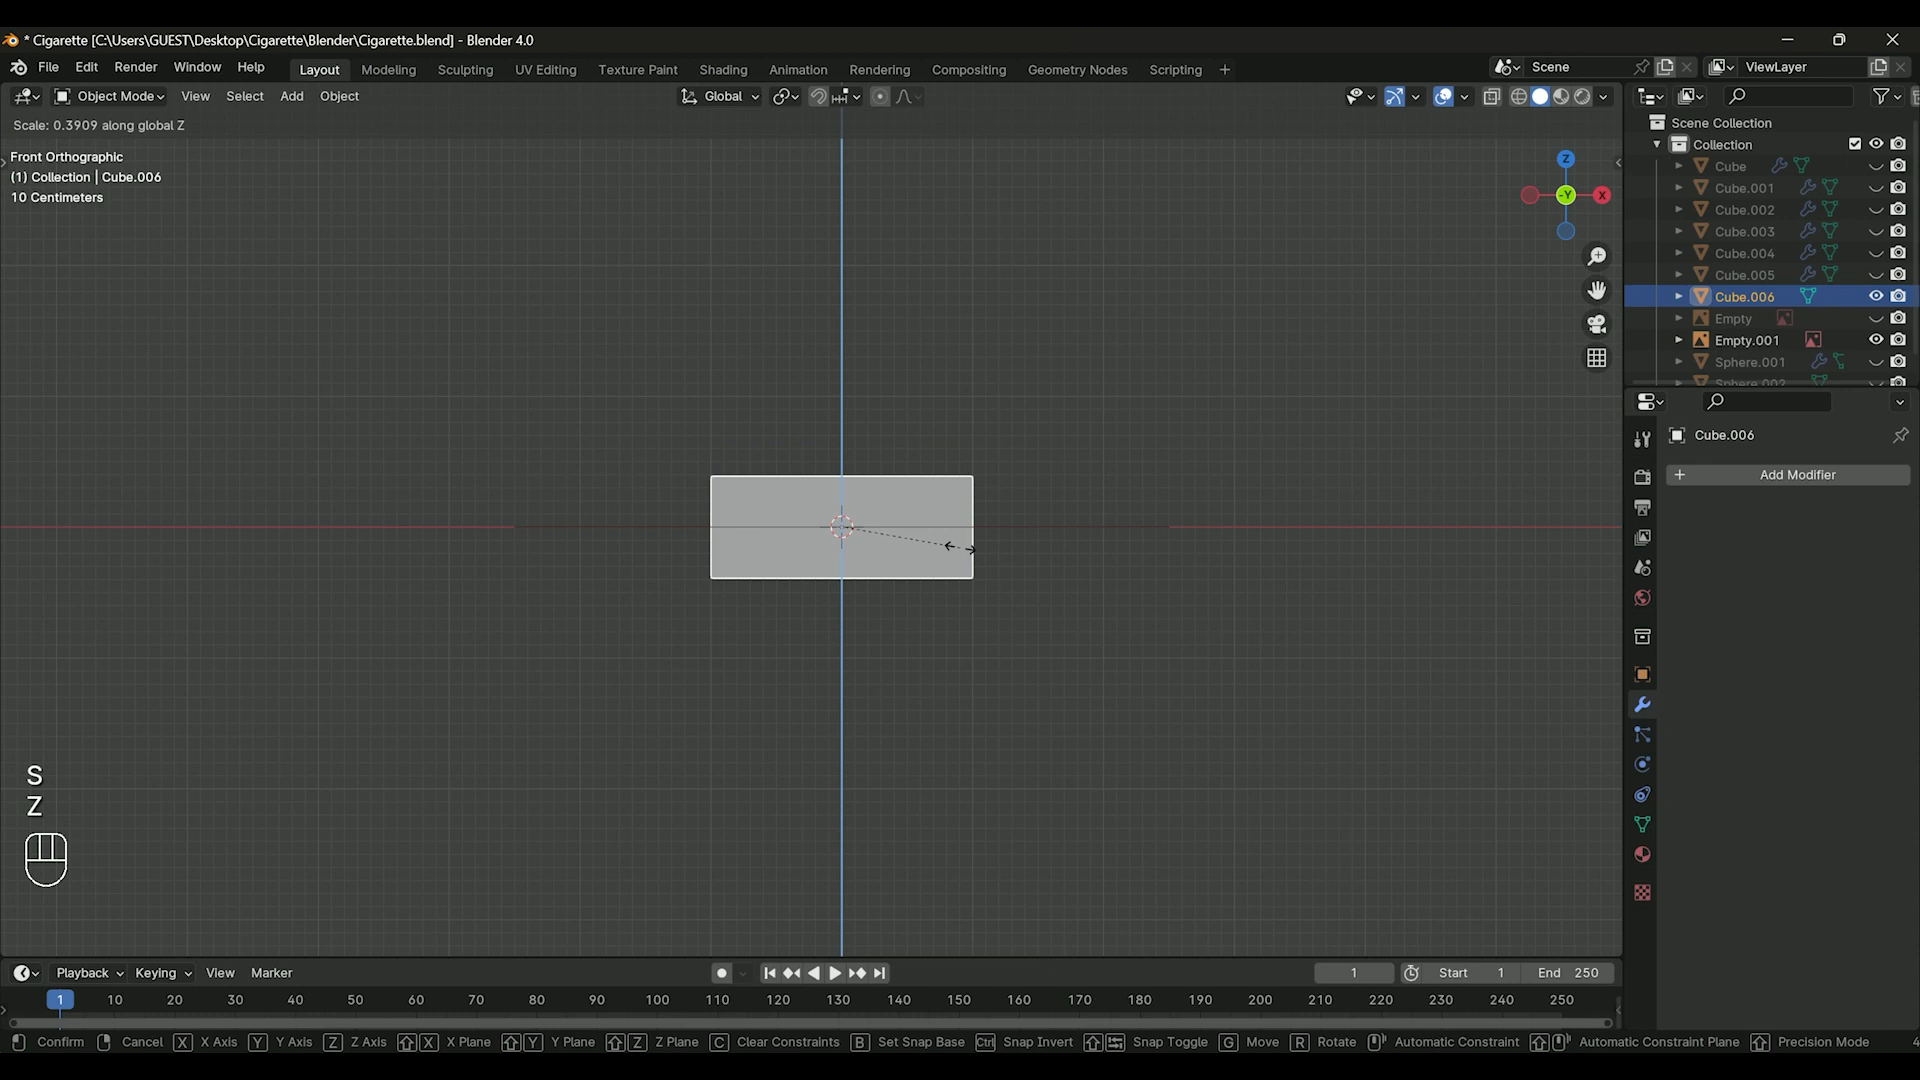 * Cigarette [C:\Users\GUEST\Desktop\Cigarette\Blender\Cigarette.blend] - Blender 4.0
File Edit Render Window Help Layout Modeling Sculpting UV Editing Texture Paint Shading Animation Rendering Compositing Geometry Nodes Scripting + Scene ViewLayer
Object Mode View Select Add Object Global
Scale: 0.3909 along global Z
Front Orthographic
(1) Collection | Cube.006
10 Centimeters
Z
-Y
X
Scene Collection
Collection
Cube
Cube.001
Cube.002
Cube.003
Cube.004
Cube.005
Cube.006
Empty
Empty.001
Sphere.001
Sphere.002
Cube.006
+ Add Modifier
S
Z
Playback Keying View Marker 1 Start 1 End 250
1 10 20 30 40 50 60 70 80 90 100 110 120 130 140 150 160 170 180 190 200 210 220 230 240 250
Confirm Cancel X X Axis Y Y Axis Z Z Axis X X Plane Y Y Plane Z Z Plane C Clear Constraints B Set Snap Base Ctrl Snap Invert Snap Toggle G Move R Rotate Automatic Constraint Automatic Constraint Plane Precision Mode